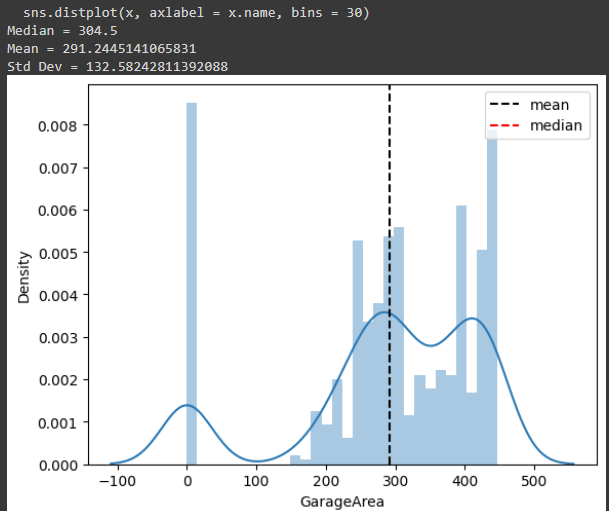 sns.distplot(x, axlabel = x.name, bins = 30)
Median = 304.5
Mean = 291.2445141065831
Std Dev = 132.58242811392088
mean
median
0.008
0.007
0.006
0.005
0.004
0.003
0.002
0.001
0.000
Density
−100 0 100 200 300 400 500
GarageArea